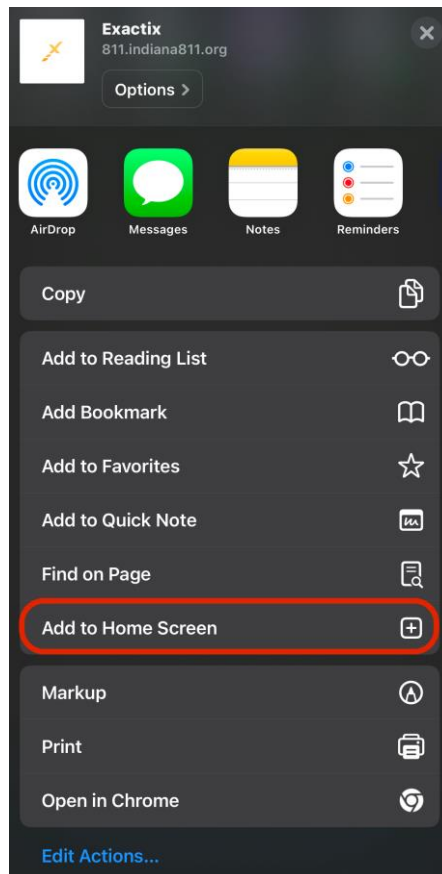 Exactix
811.indiana811.org
Options >
AirDrop
Messages
Notes
Reminders
Copy
Add to Reading List
Add Bookmark
Add to Favorites
Add to Quick Note
Find on Page
Add to Home Screen
Markup
Print
Open in Chrome
Edit Actions...